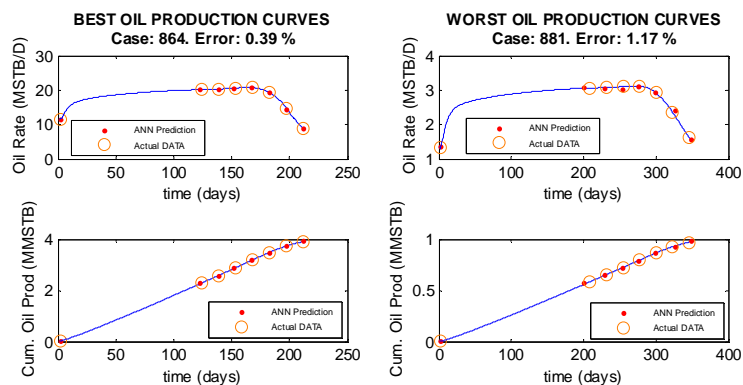 BEST OIL PRODUCTION CURVES
Case: 864. Error: 0.39 %
Oil Rate (MSTB/D)
30
20
10
0
ANN Prediction
Actual DATA
0 50 100 150 200 250
time (days)
WORST OIL PRODUCTION CURVES
Case: 881. Error: 1.17 %
Oil Rate (MSTB/D)
4
3
2
1
ANN Prediction
Actual DATA
0 100 200 300 400
time (days)
Cum. Oil Prod (MMSTB)
4
2
0
ANN Prediction
Actual DATA
0 50 100 150 200 250
time (days)
Cum. Oil Prod (MMSTB)
1
0.5
0
ANN Prediction
Actual DATA
0 100 200 300 400
time (days)